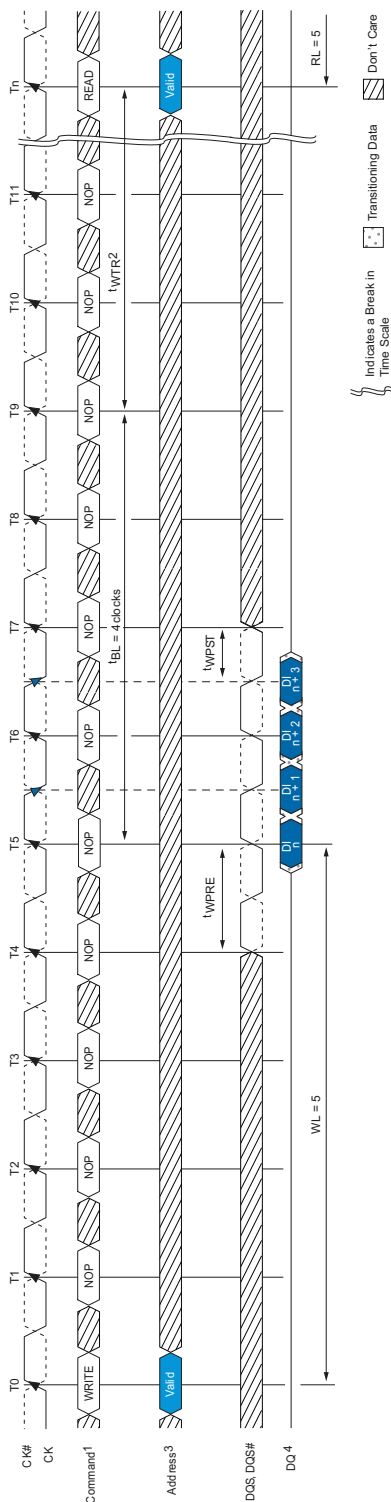 T0 T1 T2 T3 T4 T5 T6 T7 T8 T9 T10 T11 Tn
CK#
CK
Command1 WRITE NOP NOP NOP NOP NOP NOP NOP NOP NOP NOP NOP READ
tBL = 4 clocks tWTR2
Address3 Valid Valid
tWPRE tWPST
DQS, DQS#
DQ4 DI n DI n + 1 DI n + 2 DI n + 3
WL = 5 RL = 5
Indicates a Break in
Time Scale
Transitioning Data
Don't Care